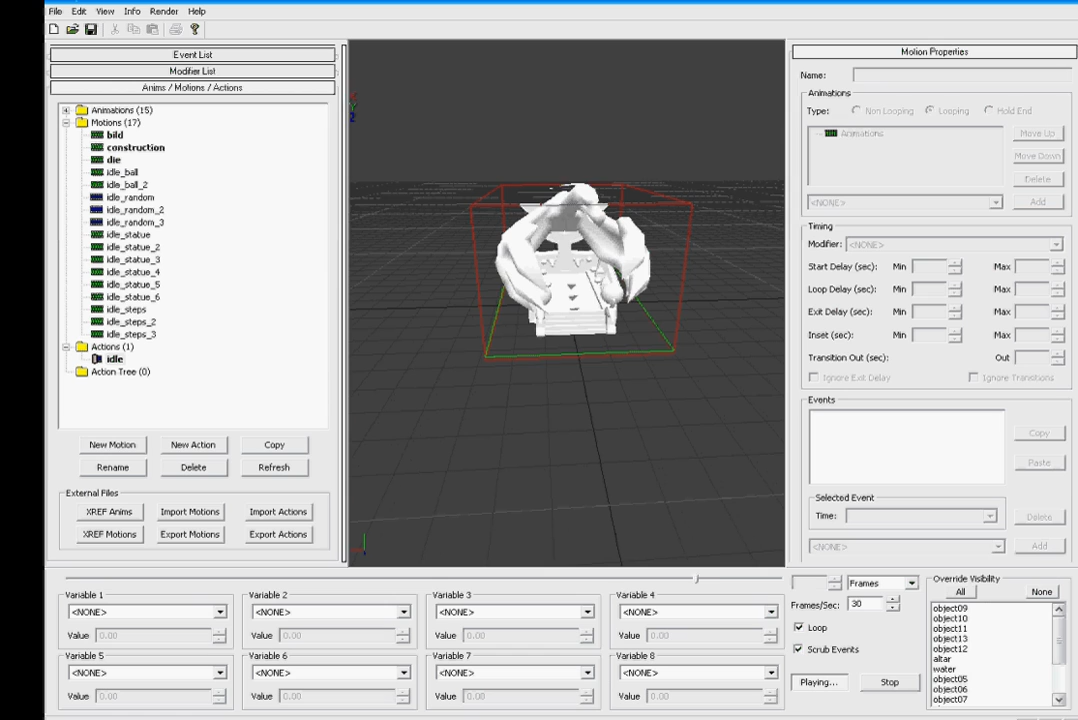 File Edit View Info Render Help
Event List
Modifier List
Anims / Motions / Actions
Animations (15)
Motions (17)
bild
construction
die
idle_ball
idle_ball_2
idle_random
idle_random_2
idle_random_3
idle_statue
idle_statue_2
idle_statue_3
idle_statue_4
idle_statue_5
idle_statue_6
idle_steps
idle_steps_2
idle_steps_3
Actions (1)
idle
Action Tree (0)
New Motion New Action Copy
Rename Delete Refresh
External Files
XREF Anims Import Motions Import Actions
XREF Motions Export Motions Export Actions
Motion Properties
Name:
Animations
Type: Non Looping Looping Hold End
Animations
Move Up
Move Down
Delete
<NONE> Add
Timing
Modifier: <NONE>
Start Delay (sec): Min Max
Loop Delay (sec): Min Max
Exit Delay (sec): Min Max
Inset (sec): Min Max
Transition Out (sec): Out
Ignore Exit Delay Ignore Transitions
Events
Copy
Paste
Selected Event
Time: Delete
<NONE> Add
Variable 1 Variable 2 Variable 3 Variable 4
<NONE> <NONE> <NONE> <NONE>
Value 0.00 Value 0.00 Value 0.00 Value 0.00
Variable 5 Variable 6 Variable 7 Variable 8
<NONE> <NONE> <NONE> <NONE>
Value 0.00 Value 0.00 Value 0.00 Value 0.00
Frames
Frames/Sec: 30
Loop
Scrub Events
Playing... Stop
Override Visibility
All None
object09
object10
object11
object13
object12
altar
water
object05
object06
object07